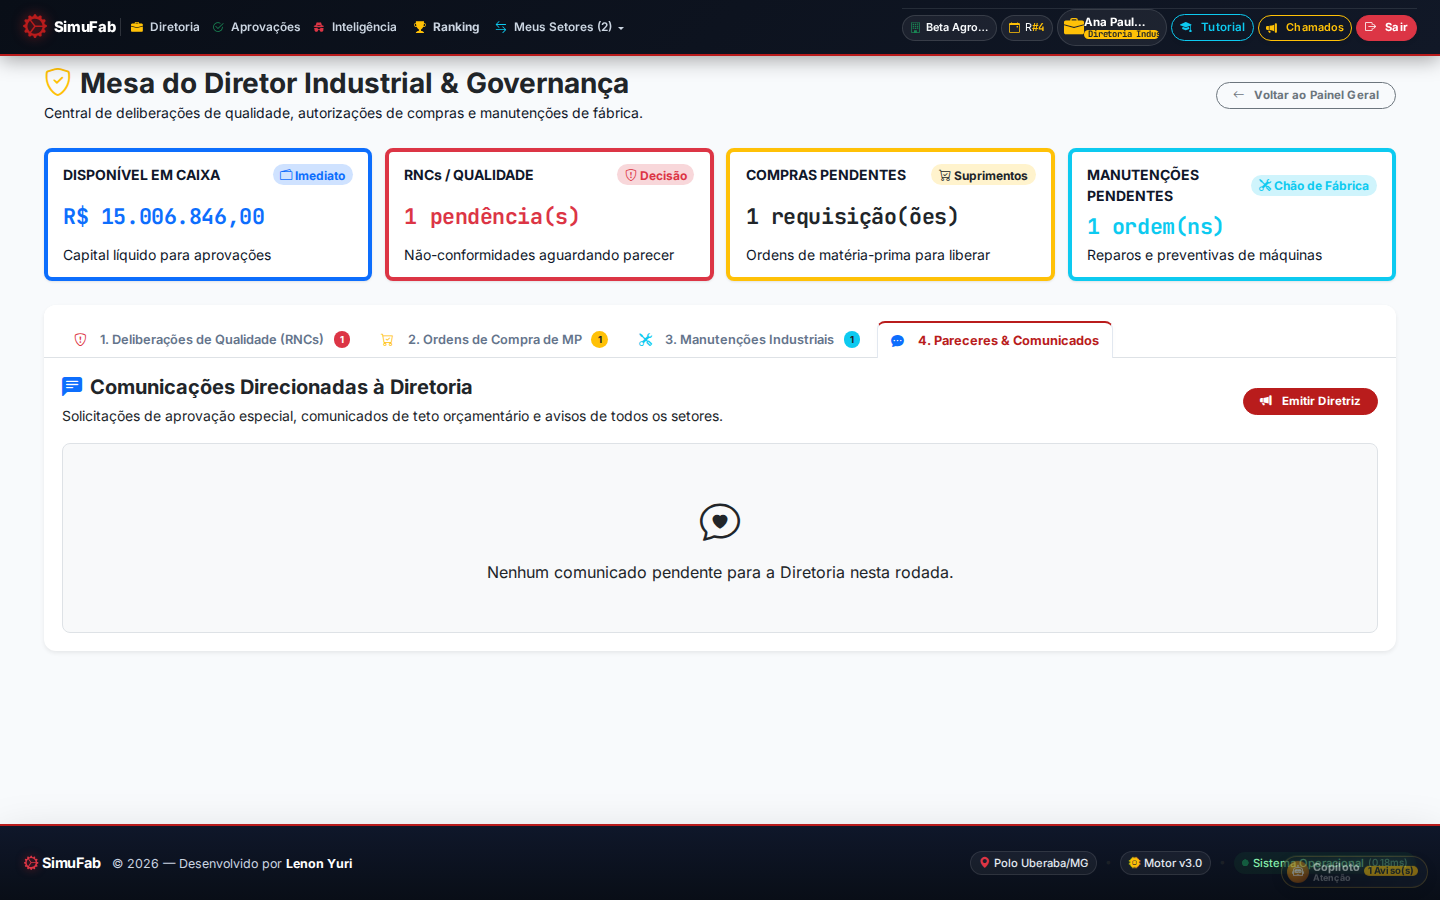 SimuFab
Diretoria
Aprovações
Inteligência
Ranking
Meus Setores (2)
Beta Agro...
R#4
Ana Paul...
Diretoria Indus
Tutorial
Chamados
Sair
Mesa do Diretor Industrial & Governança
Central de deliberações de qualidade, autorizações de compras e manutenções de fábrica.
Voltar ao Painel Geral
DISPONÍVEL EM CAIXA
Imediato
R$ 15.006.846,00
Capital líquido para aprovações
RNCs / QUALIDADE
Decisão
1 pendência(s)
Não-conformidades aguardando parecer
COMPRAS PENDENTES
Suprimentos
1 requisição(ões)
Ordens de matéria-prima para liberar
MANUTENÇÕES
PENDENTES
Chão de Fábrica
1 ordem(ns)
Reparos e preventivas de máquinas
1. Deliberações de Qualidade (RNCs) 1
2. Ordens de Compra de MP 1
3. Manutenções Industriais 1
4. Pareceres & Comunicados
Comunicações Direcionadas à Diretoria
Solicitações de aprovação especial, comunicados de teto orçamentário e avisos de todos os setores.
Emitir Diretriz
Nenhum comunicado pendente para a Diretoria nesta rodada.
SimuFab
© 2026 — Desenvolvido por Lenon Yuri
Polo Uberaba/MG
Motor v3.0
Sistema Operacional (0.18ms)
Copiloto
Atenção
1 Aviso(s)